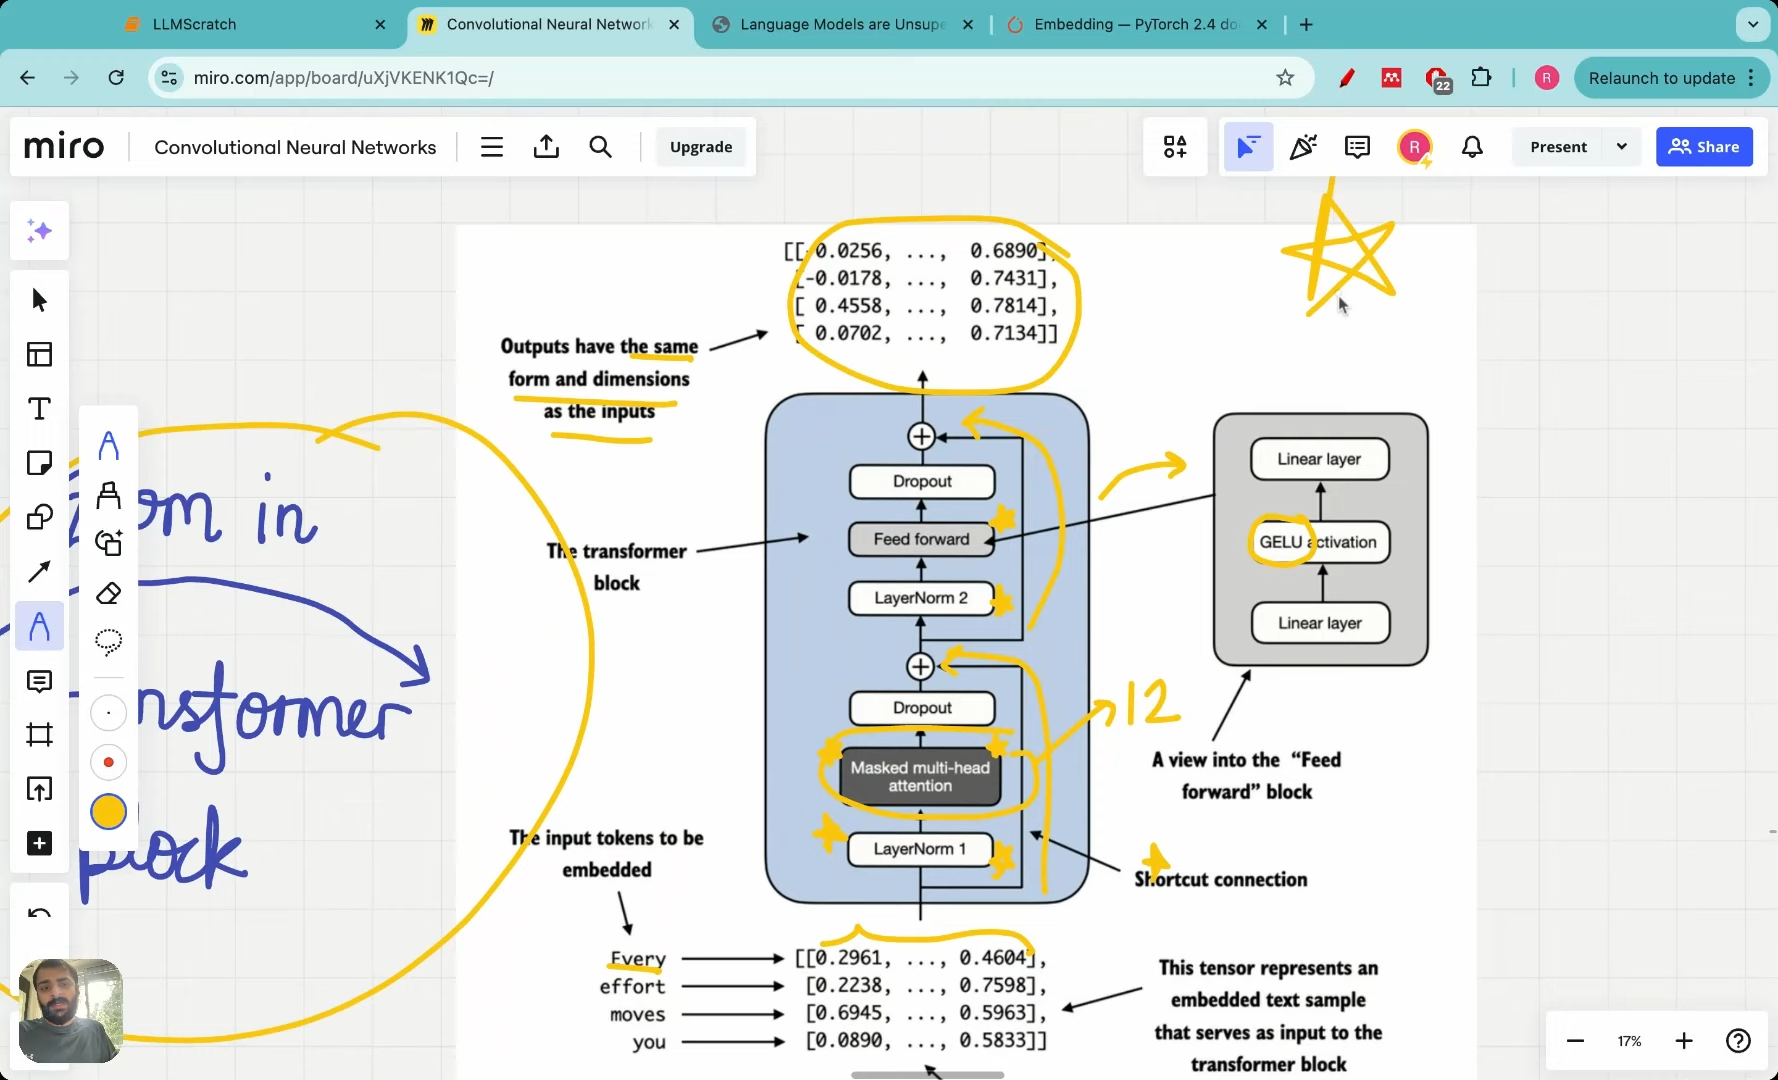 LLMScratch
Convolutional Neural Network
Language Models are Unsupe
Embedding — PyTorch 2.4 do
miro.com/app/board/uXjVKENK1Qc=/
22
R
Relaunch to update
miro
Convolutional Neural Networks
Upgrade
R
Present
Share
[[-0.0256, ..., 0.6890],
[-0.0178, ..., 0.7431],
[ 0.4558, ..., 0.7814],
[ 0.0702, ..., 0.7134]]
Outputs have the same
form and dimensions
as the inputs
Dropout
Feed forward
LayerNorm 2
Dropout
Masked multi-head
attention
LayerNorm 1
The transformer
block
Linear layer
GELU activation
Linear layer
12
A view into the “Feed
forward” block
Shortcut connection
The input tokens to be
embedded
Every
effort
moves
you
[[0.2961, ..., 0.4604],
[0.2238, ..., 0.7598],
[0.6945, ..., 0.5963],
[0.0890, ..., 0.5833]]
This tensor represents an
embedded text sample
that serves as input to the
transformer block
om in
nsformer
block
17%